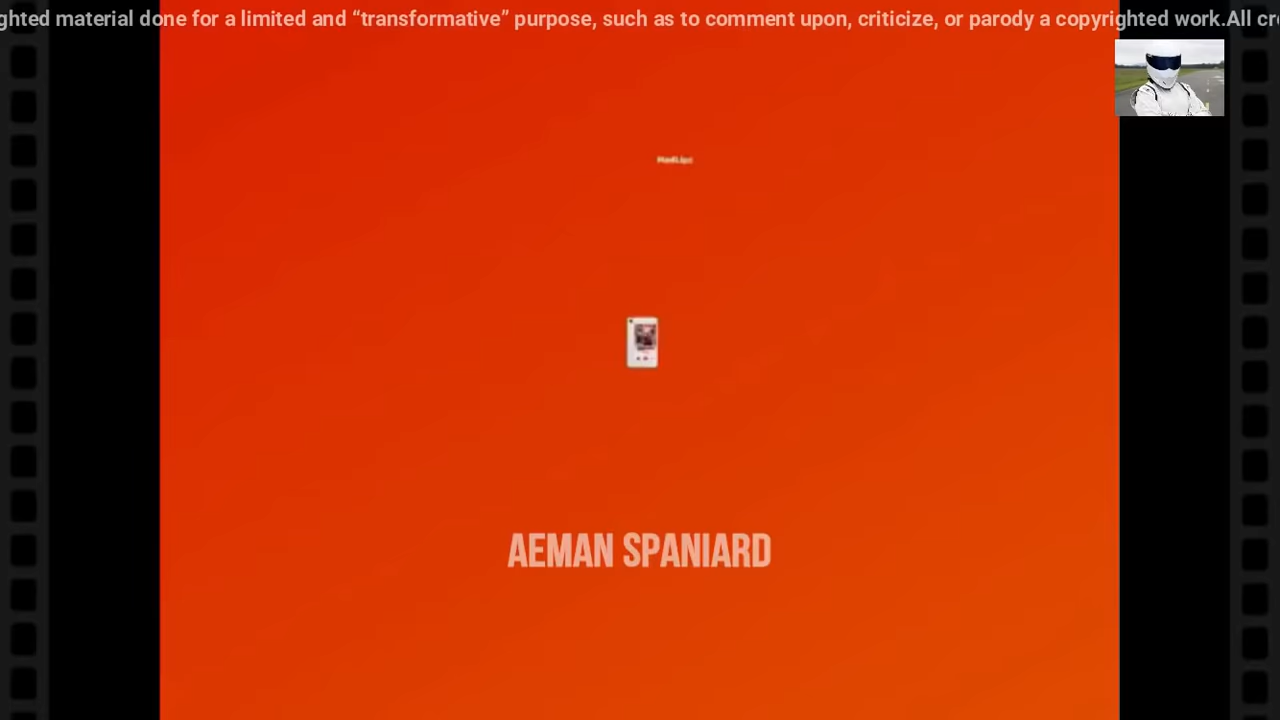 ghted material done for a limited and “transformative” purpose, such as to comment upon, criticize, or parody a copyrighted work.All cre
AEMAN SPANIARD